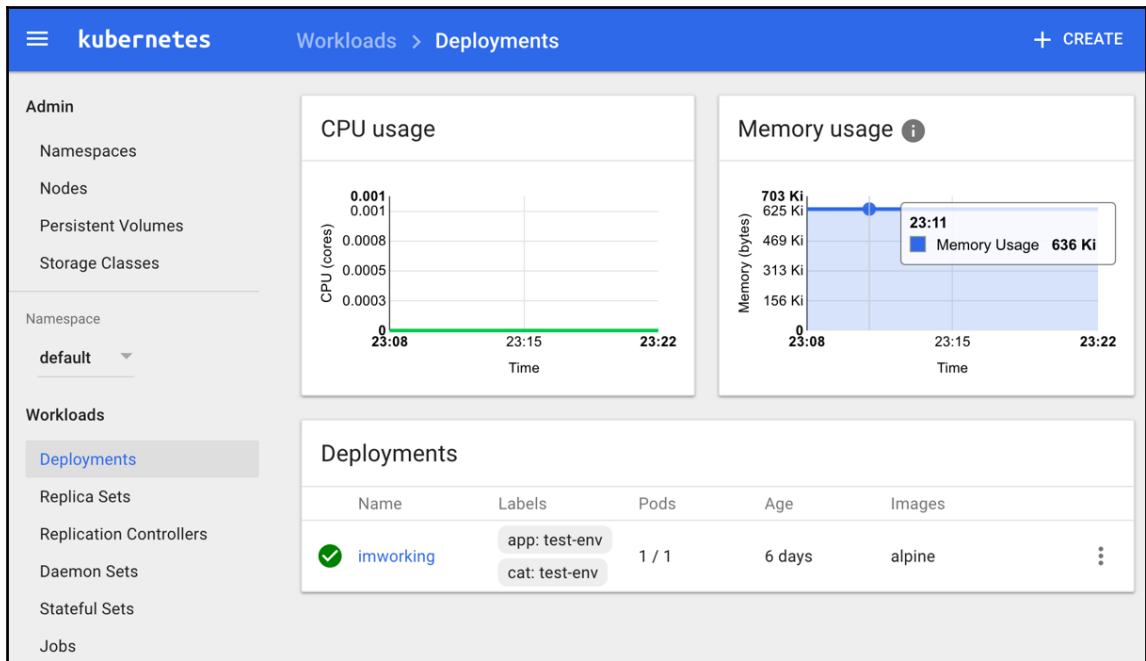 kubernetes
Workloads > Deployments
+ CREATE
Admin
Namespaces
Nodes
Persistent Volumes
Storage Classes
Namespace
default
Workloads
Deployments
Replica Sets
Replication Controllers
Daemon Sets
Stateful Sets
Jobs
CPU usage
CPU (cores)
0.001
0.001
0.0008
0.0005
0.0003
0
23:08 23:15 23:22
Time
Memory usage i
Memory (bytes)
703 Ki
625 Ki
469 Ki
313 Ki
156 Ki
0
23:11
Memory Usage 636 Ki
23:08 23:15 23:22
Time
Deployments
Name Labels Pods Age Images
imworking app: test-env 1 / 1 6 days alpine
cat: test-env